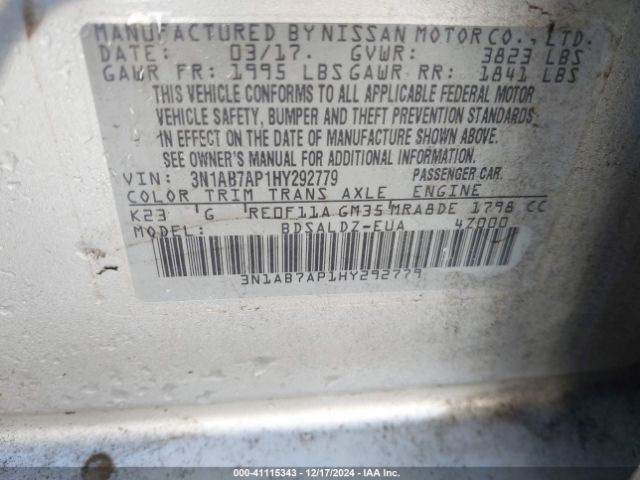 MANUFACTURED BY NISSAN MOTOR CO., LTD.
DATE: 03/17. GVWR: 3823 LBS
GAWR FR: 1995 LBS GAWR RR: 1841 LBS
THIS VEHICLE CONFORMS TO ALL APPLICABLE FEDERAL MOTOR
VEHICLE SAFETY, BUMPER AND THEFT PREVENTION STANDARDS
IN EFFECT ON THE DATE OF MANUFACTURE SHOWN ABOVE.
SEE OWNER'S MANUAL FOR ADDITIONAL INFORMATION
VIN: 3N1AB7AP1HY292779 PASSENGER CAR.
COLOR TRIM TRANS AXLE ENGINE
K23 G RE0F11A GM35 MRA8DE 1798 CC
MODEL: BDSALDZ-EUA 4Z000
3N1AB7AP1HY292779
000-41115343 | 12/17/2024 | IAA Inc.